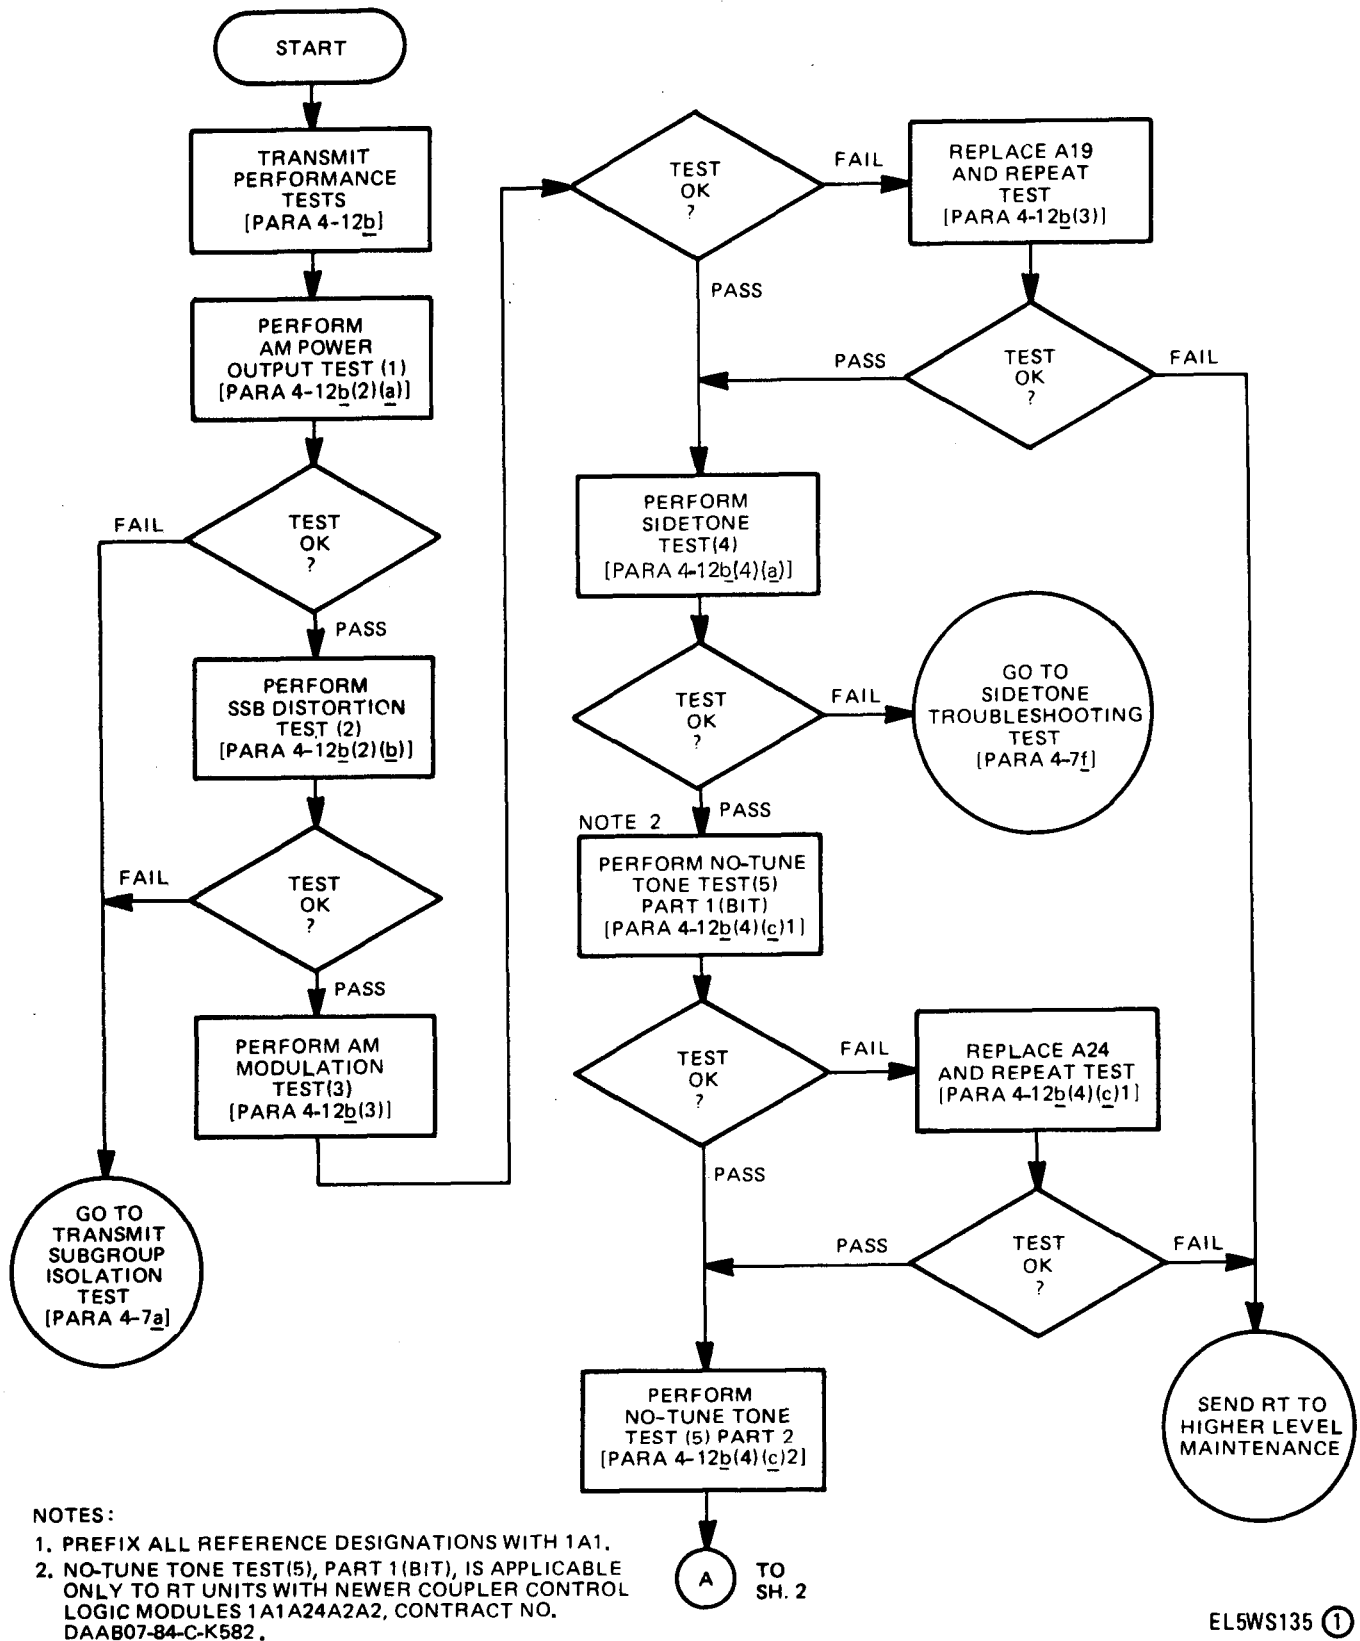 START
TRANSMIT
PERFORMANCE
TESTS
[PARA 4-12b]
PERFORM
AM POWER
OUTPUT TEST (1)
[PARA 4-12b(2)(a)]
TEST
OK
?
FAIL
PASS
PERFORM
SSB DISTORTION
TEST (2)
[PARA 4-12b(2)(b)]
TEST
OK
?
FAIL
PASS
PERFORM AM
MODULATION
TEST(3)
[PARA 4-12b(3)]
GO TO
TRANSMIT
SUBGROUP
ISOLATION
TEST
[PARA 4-7a]
TEST
OK
?
FAIL
PASS
REPLACE A19
AND REPEAT
TEST
[PARA 4-12b(3)]
TEST
OK
?
PASS
FAIL
PERFORM
SIDETONE
TEST(4)
[PARA 4-12b(4)(a)]
TEST
OK
?
FAIL
PASS
GO TO
SIDETONE
TROUBLESHOOTING
TEST
[PARA 4-7f]
NOTE 2
PERFORM NO-TUNE
TONE TEST(5)
PART 1(BIT)
[PARA 4-12b(4)(c)1]
TEST
OK
?
FAIL
PASS
REPLACE A24
AND REPEAT TEST
[PARA 4-12b(4)(c)1]
TEST
OK
?
PASS
FAIL
PERFORM
NO-TUNE TONE
TEST (5) PART 2
[PARA 4-12b(4)(c)2]
SEND RT TO
HIGHER LEVEL
MAINTENANCE
A
TO
SH. 2
NOTES:
1. PREFIX ALL REFERENCE DESIGNATIONS WITH 1A1.
2. NO-TUNE TONE TEST(5), PART 1(BIT), IS APPLICABLE
ONLY TO RT UNITS WITH NEWER COUPLER CONTROL
LOGIC MODULES 1A1A24A2A2, CONTRACT NO.
DAAB07-84-C-K582.
EL5WS135 ①